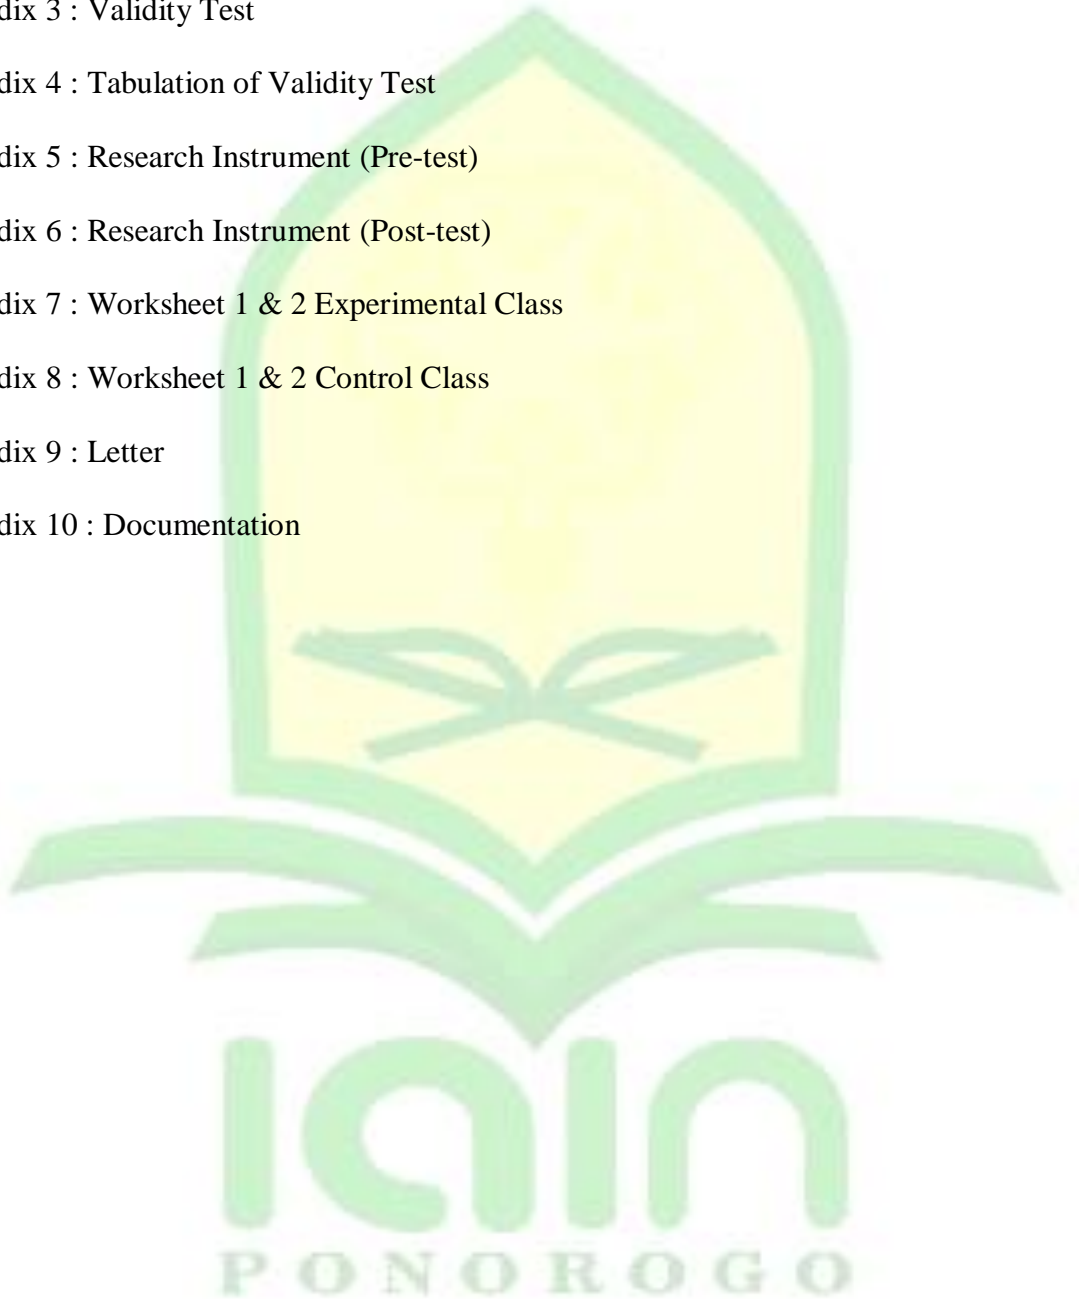 dix 3 : Validity Test
dix 4 : Tabulation of Validity Test
dix 5 : Research Instrument (Pre-test)
dix 6 : Research Instrument (Post-test)
dix 7 : Worksheet 1 & 2 Experimental Class
dix 8 : Worksheet 1 & 2 Control Class
dix 9 : Letter
dix 10 : Documentation
IAIN
PONOROGO